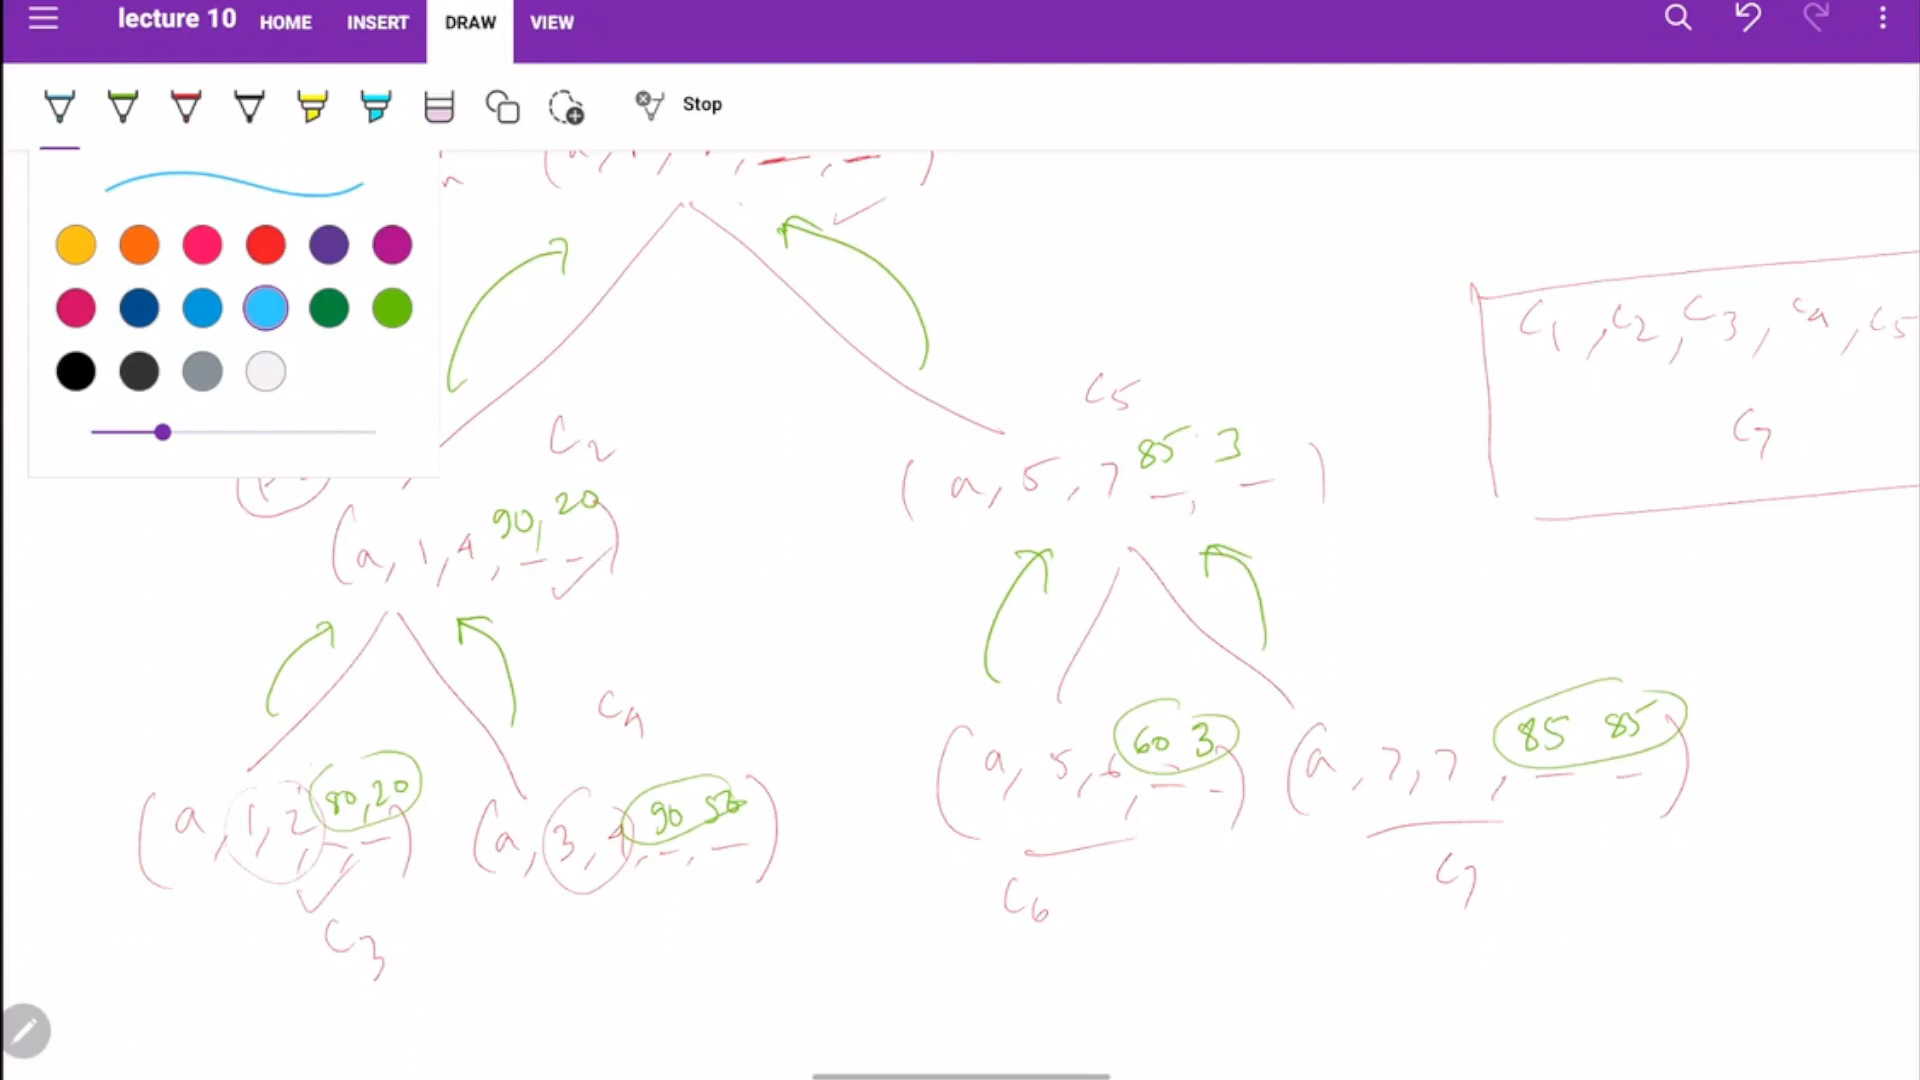 lecture 10 HOME INSERT DRAW VIEW
Stop
C1, C2, C3, C4, C5
C7
C5
C2
85 3
(a, 5, 7 _, _)
90, 20
(a, 1, 4, _ _)
C4
60 3
(a, 5, 6, _ _)
85 85
(a, 7, 7, _ _)
80, 20
(a, 1, 2, _, _)
90
(a, 3, 4, _, _)
C6
C7
C3